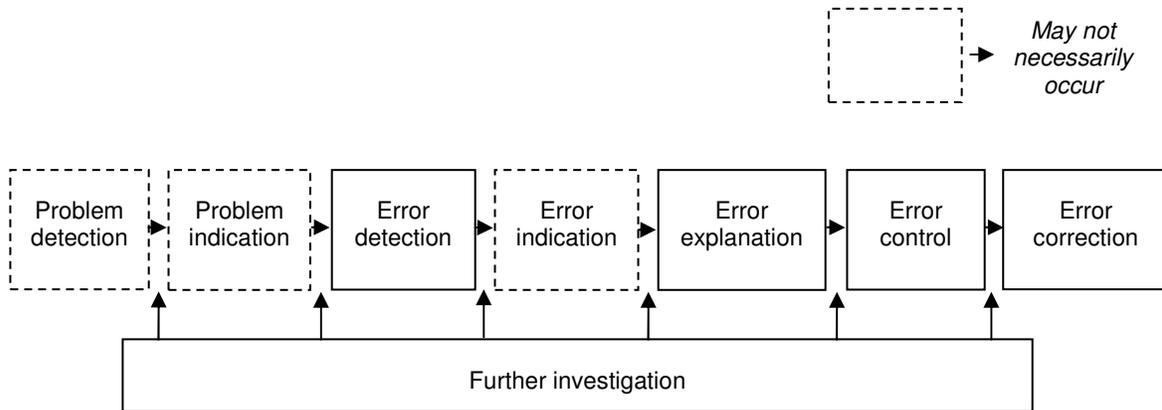 May not
necessarily
occur
Problem
detection
Problem
indication
Error
detection
Error
indication
Error
explanation
Error
control
Error
correction
Further investigation